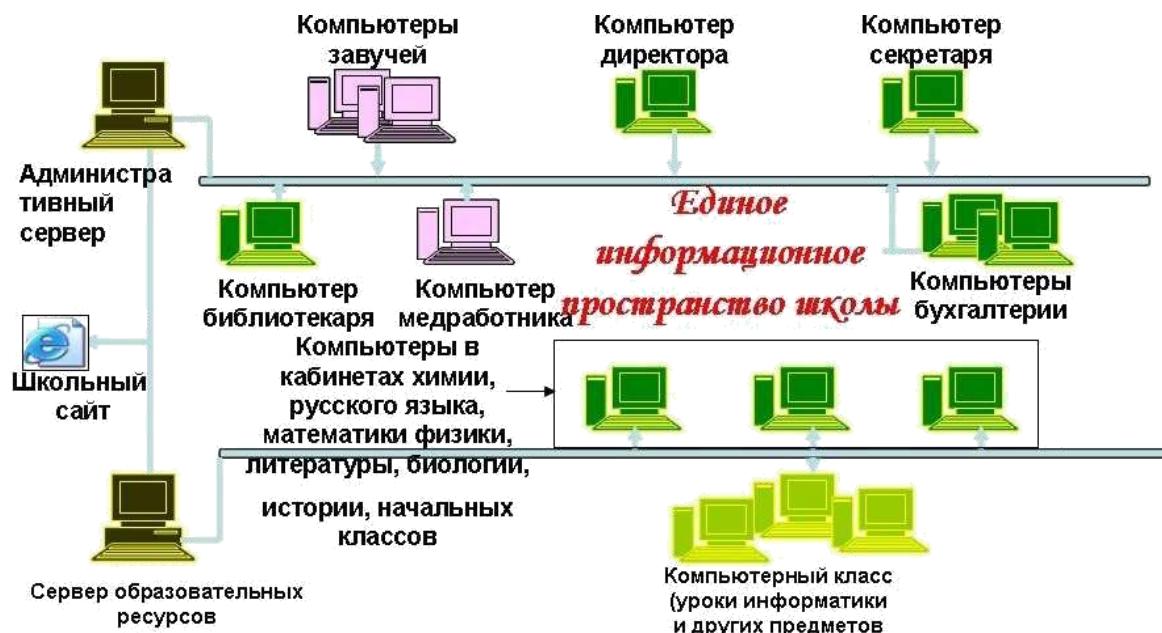 Компьютеры
завучей
Компьютер
директора
Компьютер
секретаря
Администра
тивный
сервер
Компьютер
библиотекаря
Компьютер
медработника
Единое
информационное
пространство школы
Компьютеры
бухгалтерии
Школьный
сайт
Компьютеры в
кабинетах химии,
русского языка,
математики физики,
литературы, биологии,
истории, начальных
классов
Сервер образовательных
ресурсов
Компьютерный класс
(уроки информатики
и других предметов